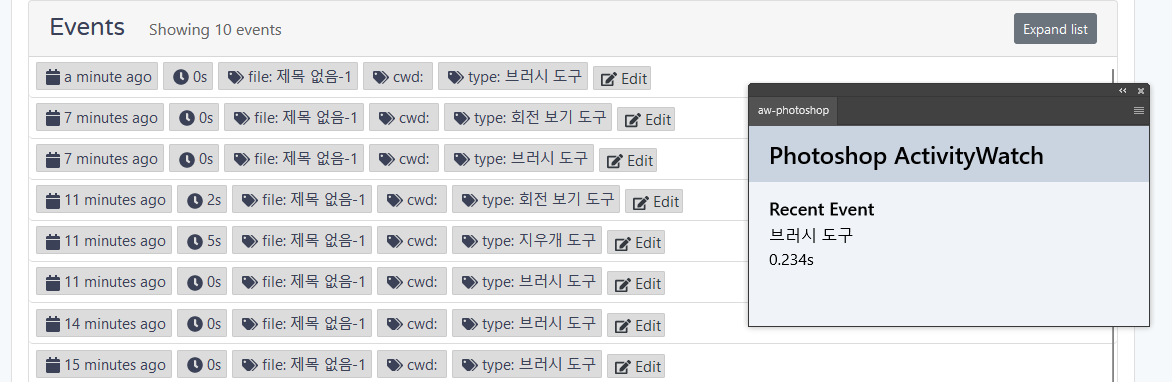 Events Showing 10 events Expand list
a minute ago 0s file: 제목 없음-1 cwd: type: 브러시 도구 Edit
7 minutes ago 0s file: 제목 없음-1 cwd: type: 회전 보기 도구 Edit
7 minutes ago 0s file: 제목 없음-1 cwd: type: 브러시 도구 Edit
11 minutes ago 2s file: 제목 없음-1 cwd: type: 회전 보기 도구 Edit
11 minutes ago 5s file: 제목 없음-1 cwd: type: 지우개 도구 Edit
11 minutes ago 0s file: 제목 없음-1 cwd: type: 브러시 도구 Edit
14 minutes ago 0s file: 제목 없음-1 cwd: type: 브러시 도구 Edit
15 minutes ago 0s file: 제목 없음-1 cwd: type: 브러시 도구 Edit
aw-photoshop
Photoshop ActivityWatch
Recent Event
브러시 도구
0.234s